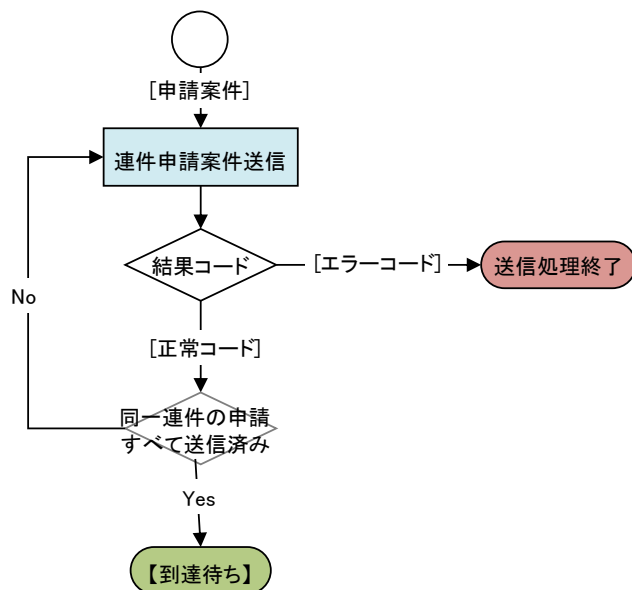 [申請案件]
連件申請案件送信
結果コード
[エラーコード]
送信処理終了
No
[正常コード]
同一連件の申請
すべて送信済み
Yes
【到達待ち】